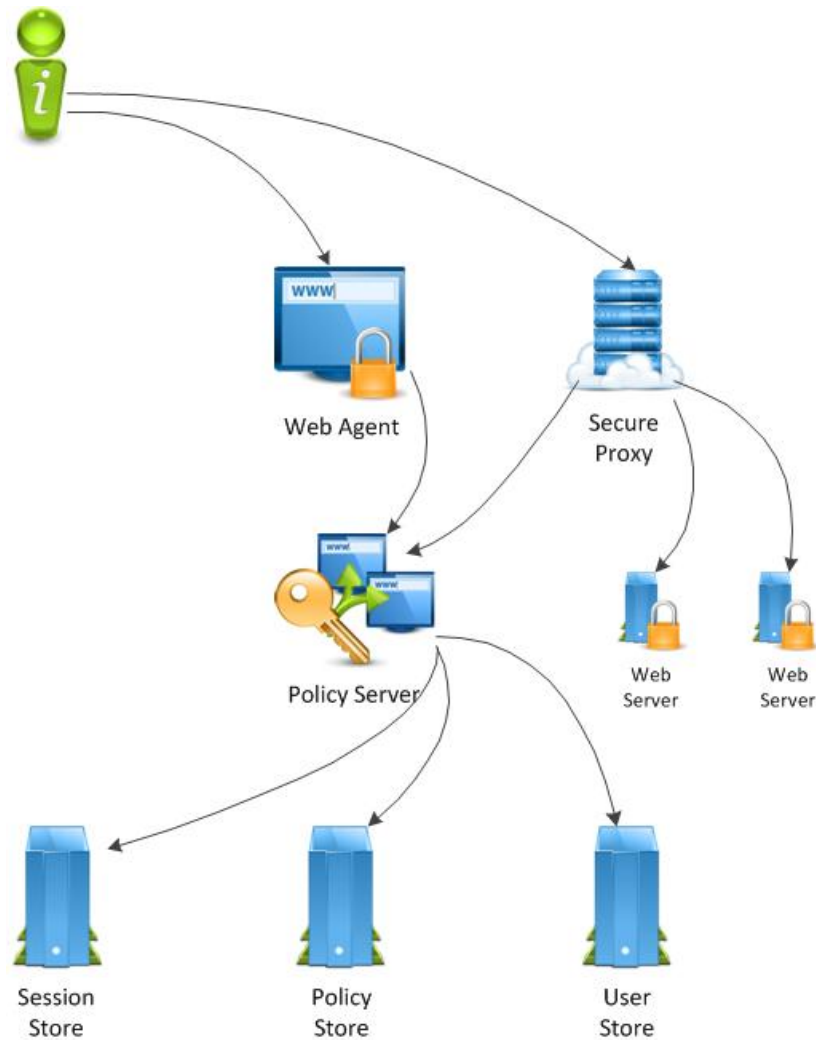 i
www
Web Agent
Secure
Proxy
www
www
Policy Server
Web
Server
Web
Server
Session
Store
Policy
Store
User
Store